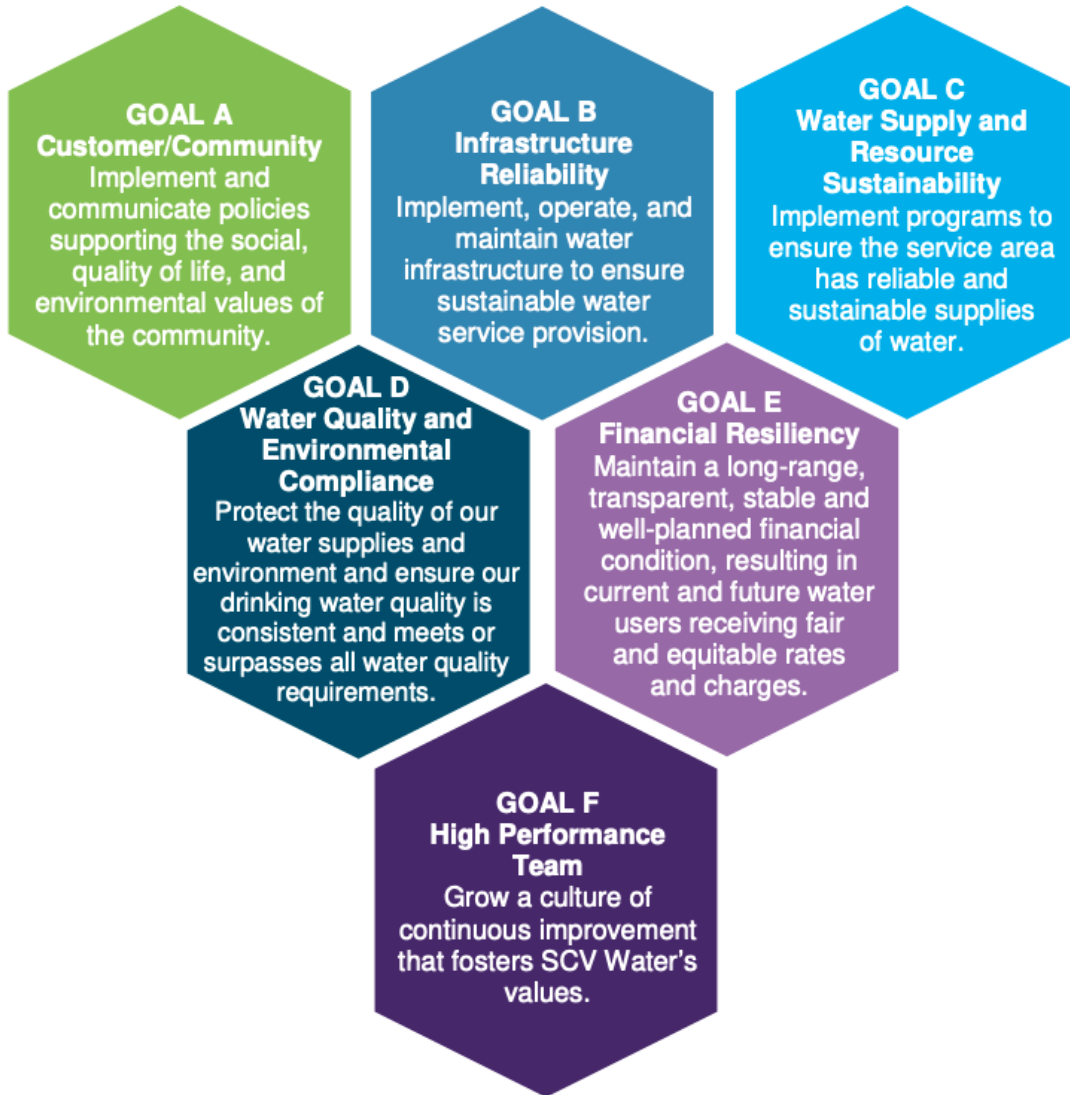 GOAL A
Customer/Community
Implement and
communicate policies
supporting the social,
quality of life, and
environmental values of
the community.
GOAL B
Infrastructure
Reliability
Implement, operate, and
maintain water
infrastructure to ensure
sustainable water
service provision.
GOAL C
Water Supply and
Resource
Sustainability
Implement programs to
ensure the service area
has reliable and
sustainable supplies
of water.
GOAL D
Water Quality and
Environmental
Compliance
Protect the quality of our
water supplies and
environment and ensure our
drinking water quality is
consistent and meets or
surpasses all water quality
requirements.
GOAL E
Financial Resiliency
Maintain a long-range,
transparent, stable and
well-planned financial
condition, resulting in
current and future water
users receiving fair
and equitable rates
and charges.
GOAL F
High Performance
Team
Grow a culture of
continuous improvement
that fosters SCV Water's
values.